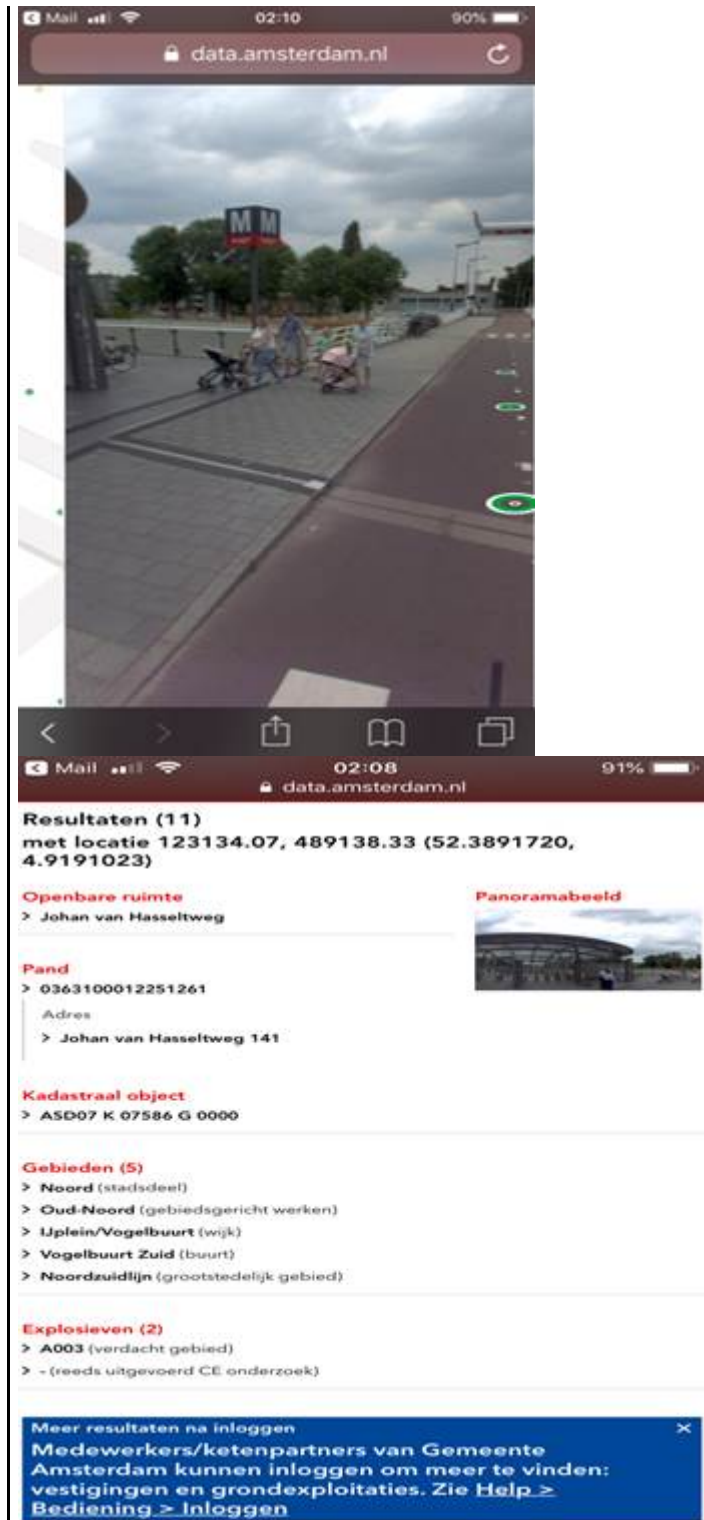 Mail 02:10 90%
data.amsterdam.nl
M M
Mail 02:08 91%
data.amsterdam.nl
Resultaten (11)
met locatie 123134.07, 489138.33 (52.3891720,
4.9191023)
Openbare ruimte
> Johan van Hasseltweg
Panoramabeeld
Pand
> 0363100012251261
Adres
> Johan van Hasseltweg 141
Kadastraal object
> ASD07 K 07586 G 0000
Gebieden (5)
> Noord (stadsdeel)
> Oud-Noord (gebiedsgericht werken)
> IJplein/Vogelbuurt (wijk)
> Vogelbuurt Zuid (buurt)
> Noordzuidlijn (grootstedelijk gebied)
Explosieven (2)
> A003 (verdacht gebied)
> - (reeds uitgevoerd CE onderzoek)
Meer resultaten na inloggen
Medewerkers/ketenpartners van Gemeente
Amsterdam kunnen inloggen om meer te vinden:
vestigingen en grondexploitaties. Zie Help >
Bediening > Inloggen